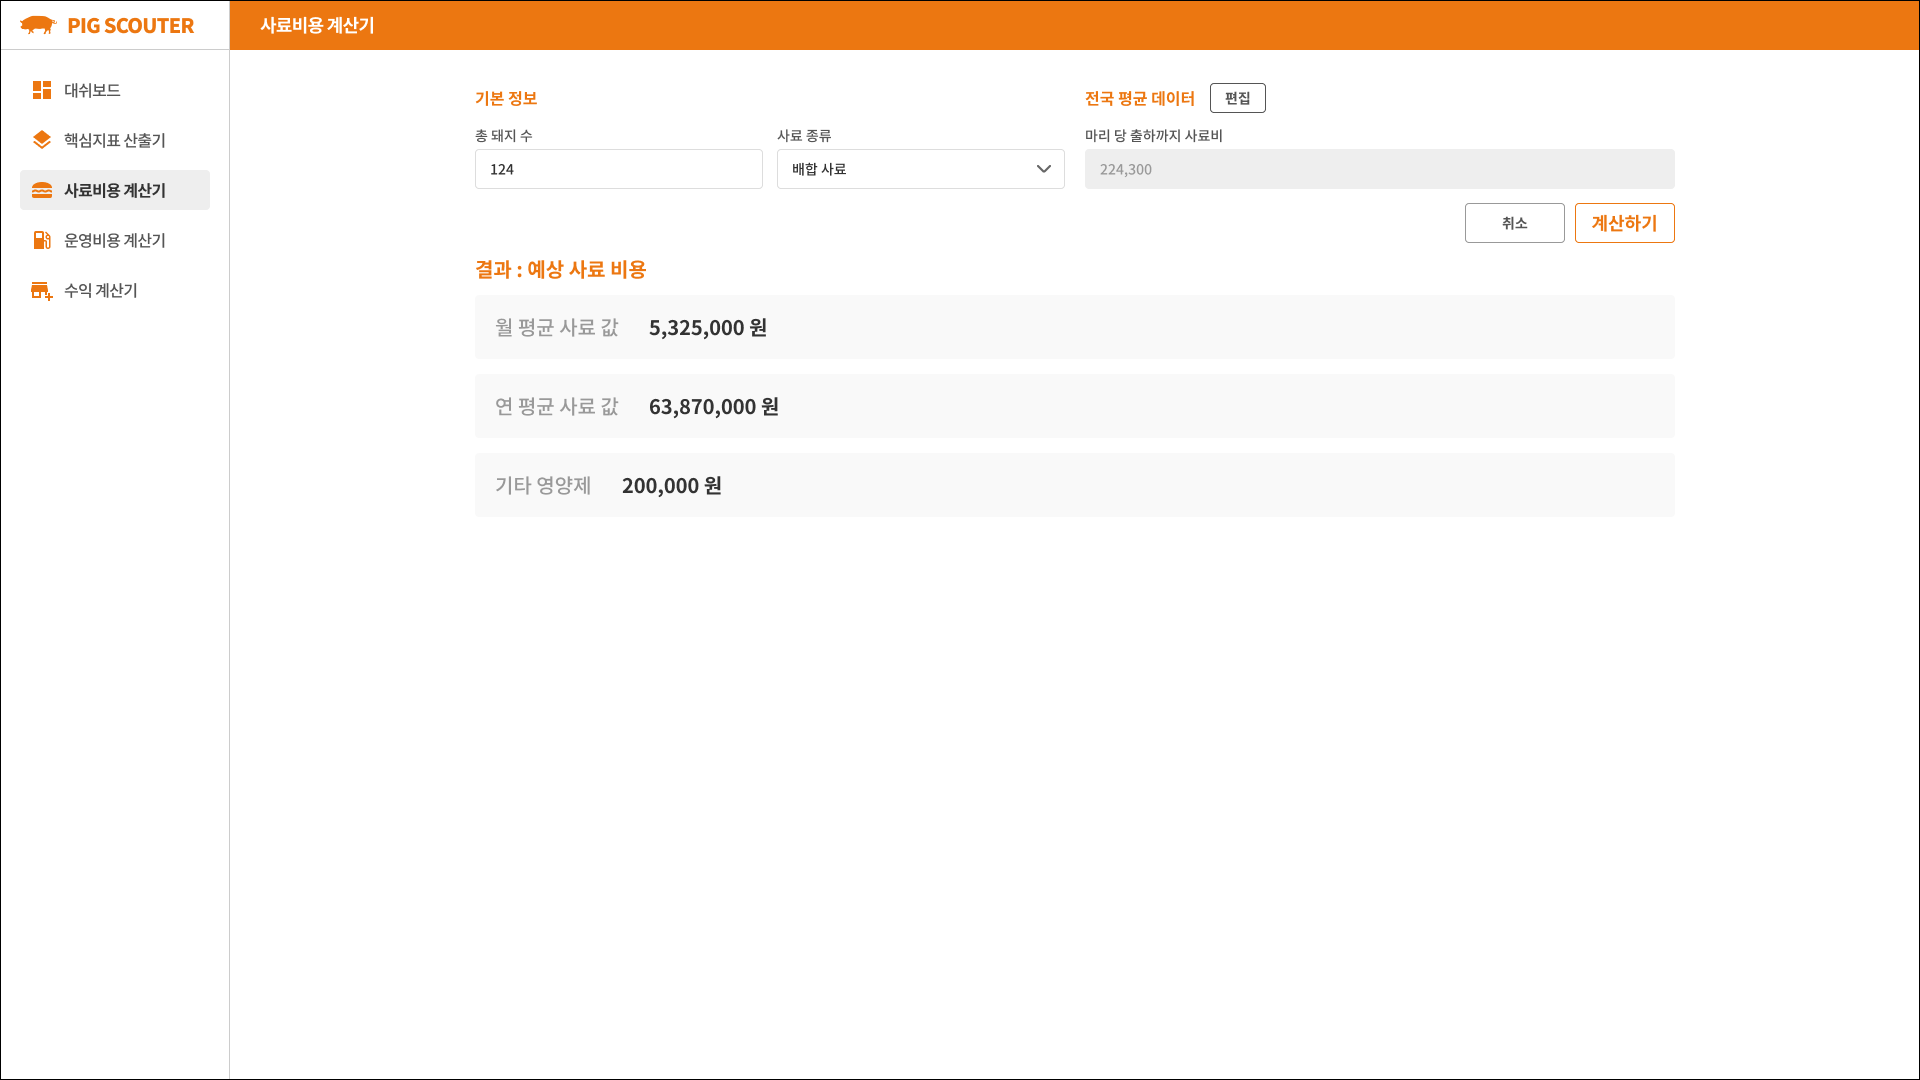 PIG SCOUTER
사료비용 계산기
대쉬보드
핵심지표 산출기
사료비용 계산기
운영비용 계산기
수익 계산기
기본 정보
총 돼지 수
124
사료 종류
배합 사료
전국 평균 데이터
편집
마리 당 출하까지 사료비
224,300
취소
계산하기
결과 : 예상 사료 비용
월 평균 사료 값 5,325,000 원
연 평균 사료 값 63,870,000 원
기타 영양제 200,000 원